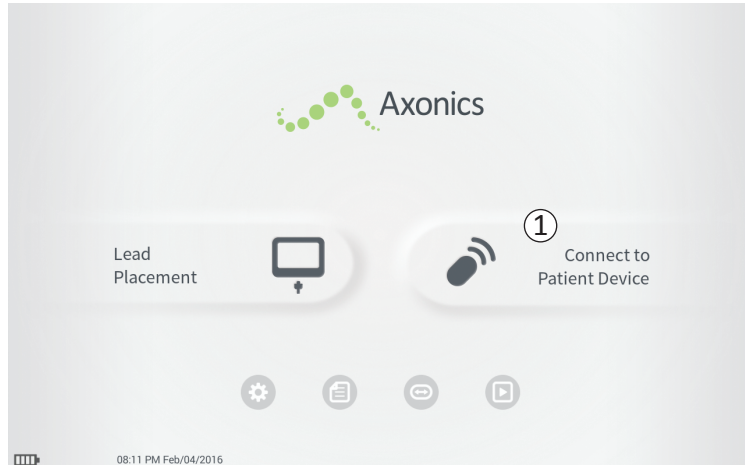 Axonics
Lead
Placement
①
Connect to
Patient Device
08:11 PM Feb/04/2016